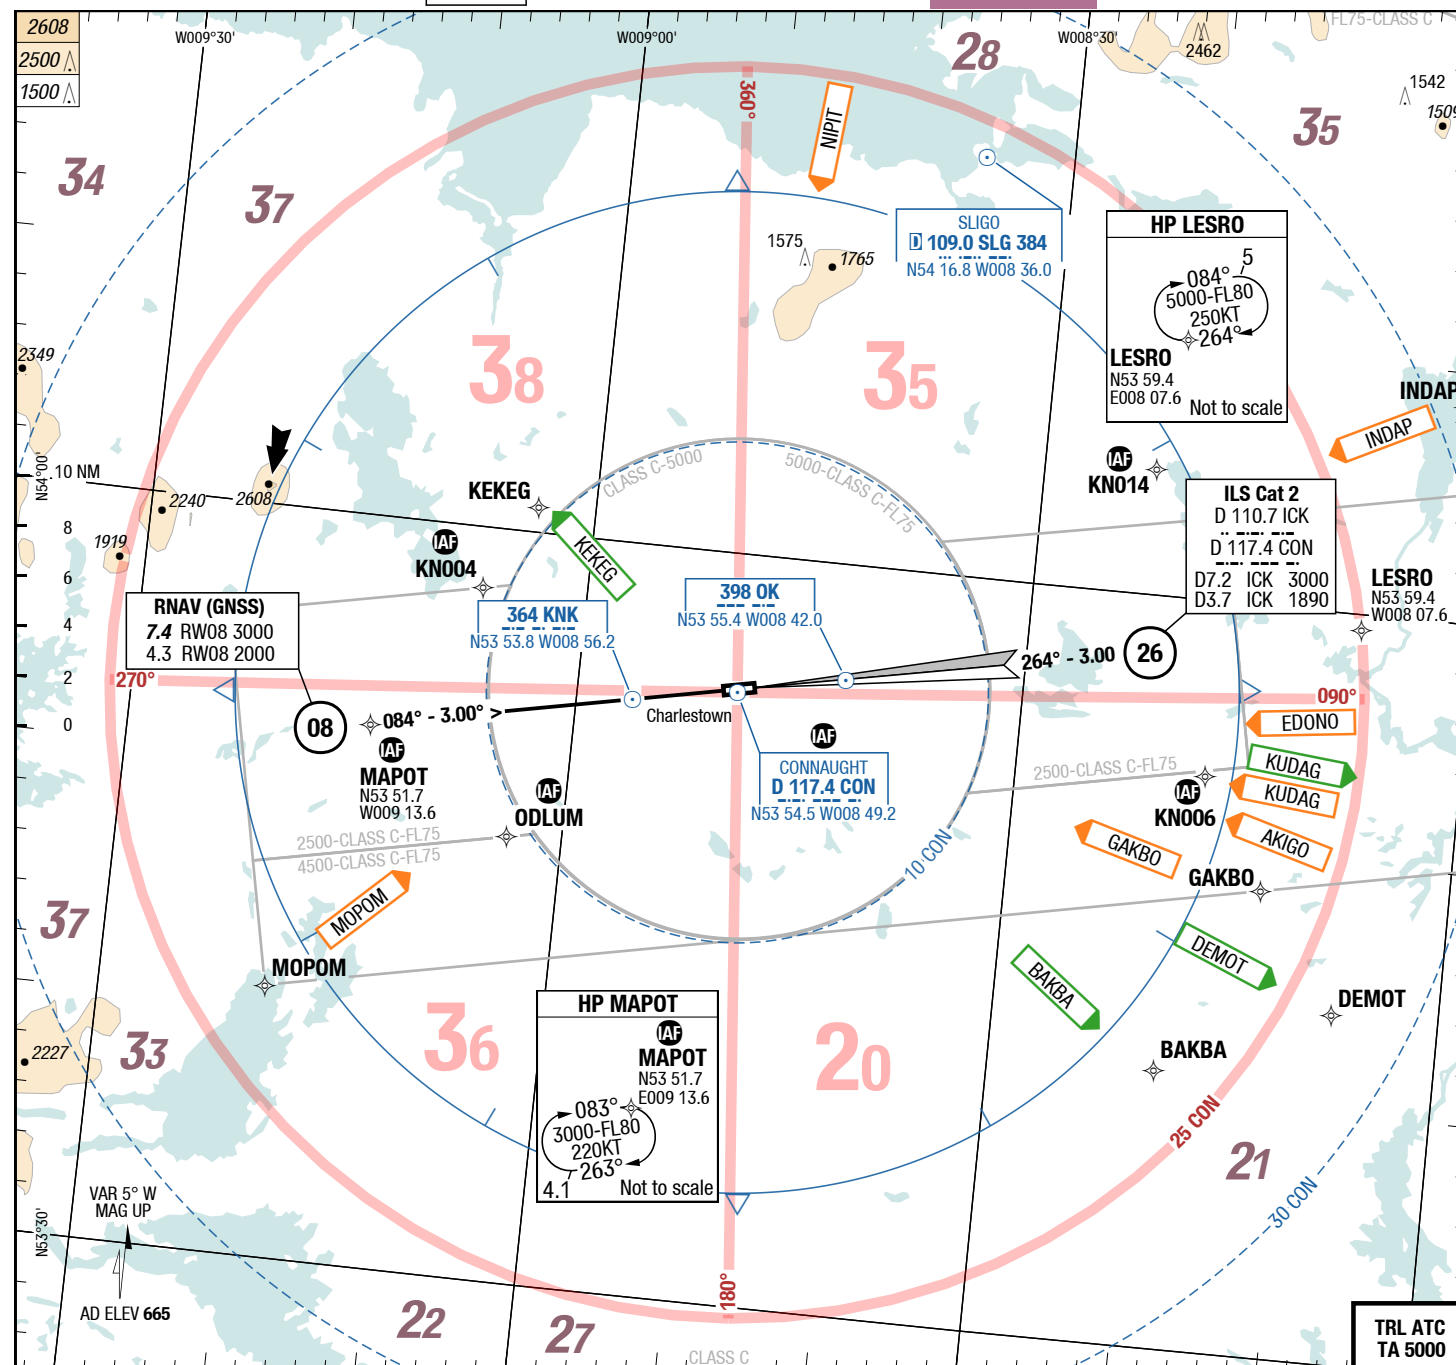 2608
2500
1500
W009°30'
W009°00'
W008°30'
FL75-CLASS C
2462
1542
1509
28
35
34
37
360°
NIPIT
SLIGO
D 109.0 SLG 384
N54 16.8 W008 36.0
1575
1765
HP LESRO
5
084°
5000-FL80
250KT
264°
LESRO
N53 59.4
E008 07.6
Not to scale
2349
38
35
INDAP
INDAP
N54°00'
10 NM
8
6
4
2
0
2240
2608
1919
KEKEG
CLASS C-5000
5000-CLASS C-FL75
KEKEG
IAF
KN004
IAF
KN014
ILS Cat 2
D 110.7 ICK
D 117.4 CON
D7.2 ICK 3000
D3.7 ICK 1890
LESRO
N53 59.4
W008 07.6
RNAV (GNSS)
7.4 RW08 3000
4.3 RW08 2000
364 KNK
N53 53.8 W008 56.2
398 OK
N53 55.4 W008 42.0
264° - 3.00
26
270°
090°
08
084° - 3.00° >
Charlestown
IAF
MAPOT
N53 51.7
W009 13.6
IAF
CONNAUGHT
D 117.4 CON
N53 54.5 W008 49.2
EDONO
KUDAG
KUDAG
AKIGO
2500-CLASS C-FL75
IAF
KN006
IAF
ODLUM
2500-CLASS C-FL75
4500-CLASS C-FL75
10 CON
GAKBO
GAKBO
MOPOM
MOPOM
37
DEMOT
DEMOT
BAKBA
BAKBA
HP MAPOT
IAF
MAPOT
N53 51.7
E009 13.6
083°
3000-FL80
220KT
263°
4.1
Not to scale
36
20
33
2227
25 CON
21
30 CON
VAR 5° W
MAG UP
N53°30'
AD ELEV 665
180°
22
27
CLASS C
TRL ATC
TA 5000